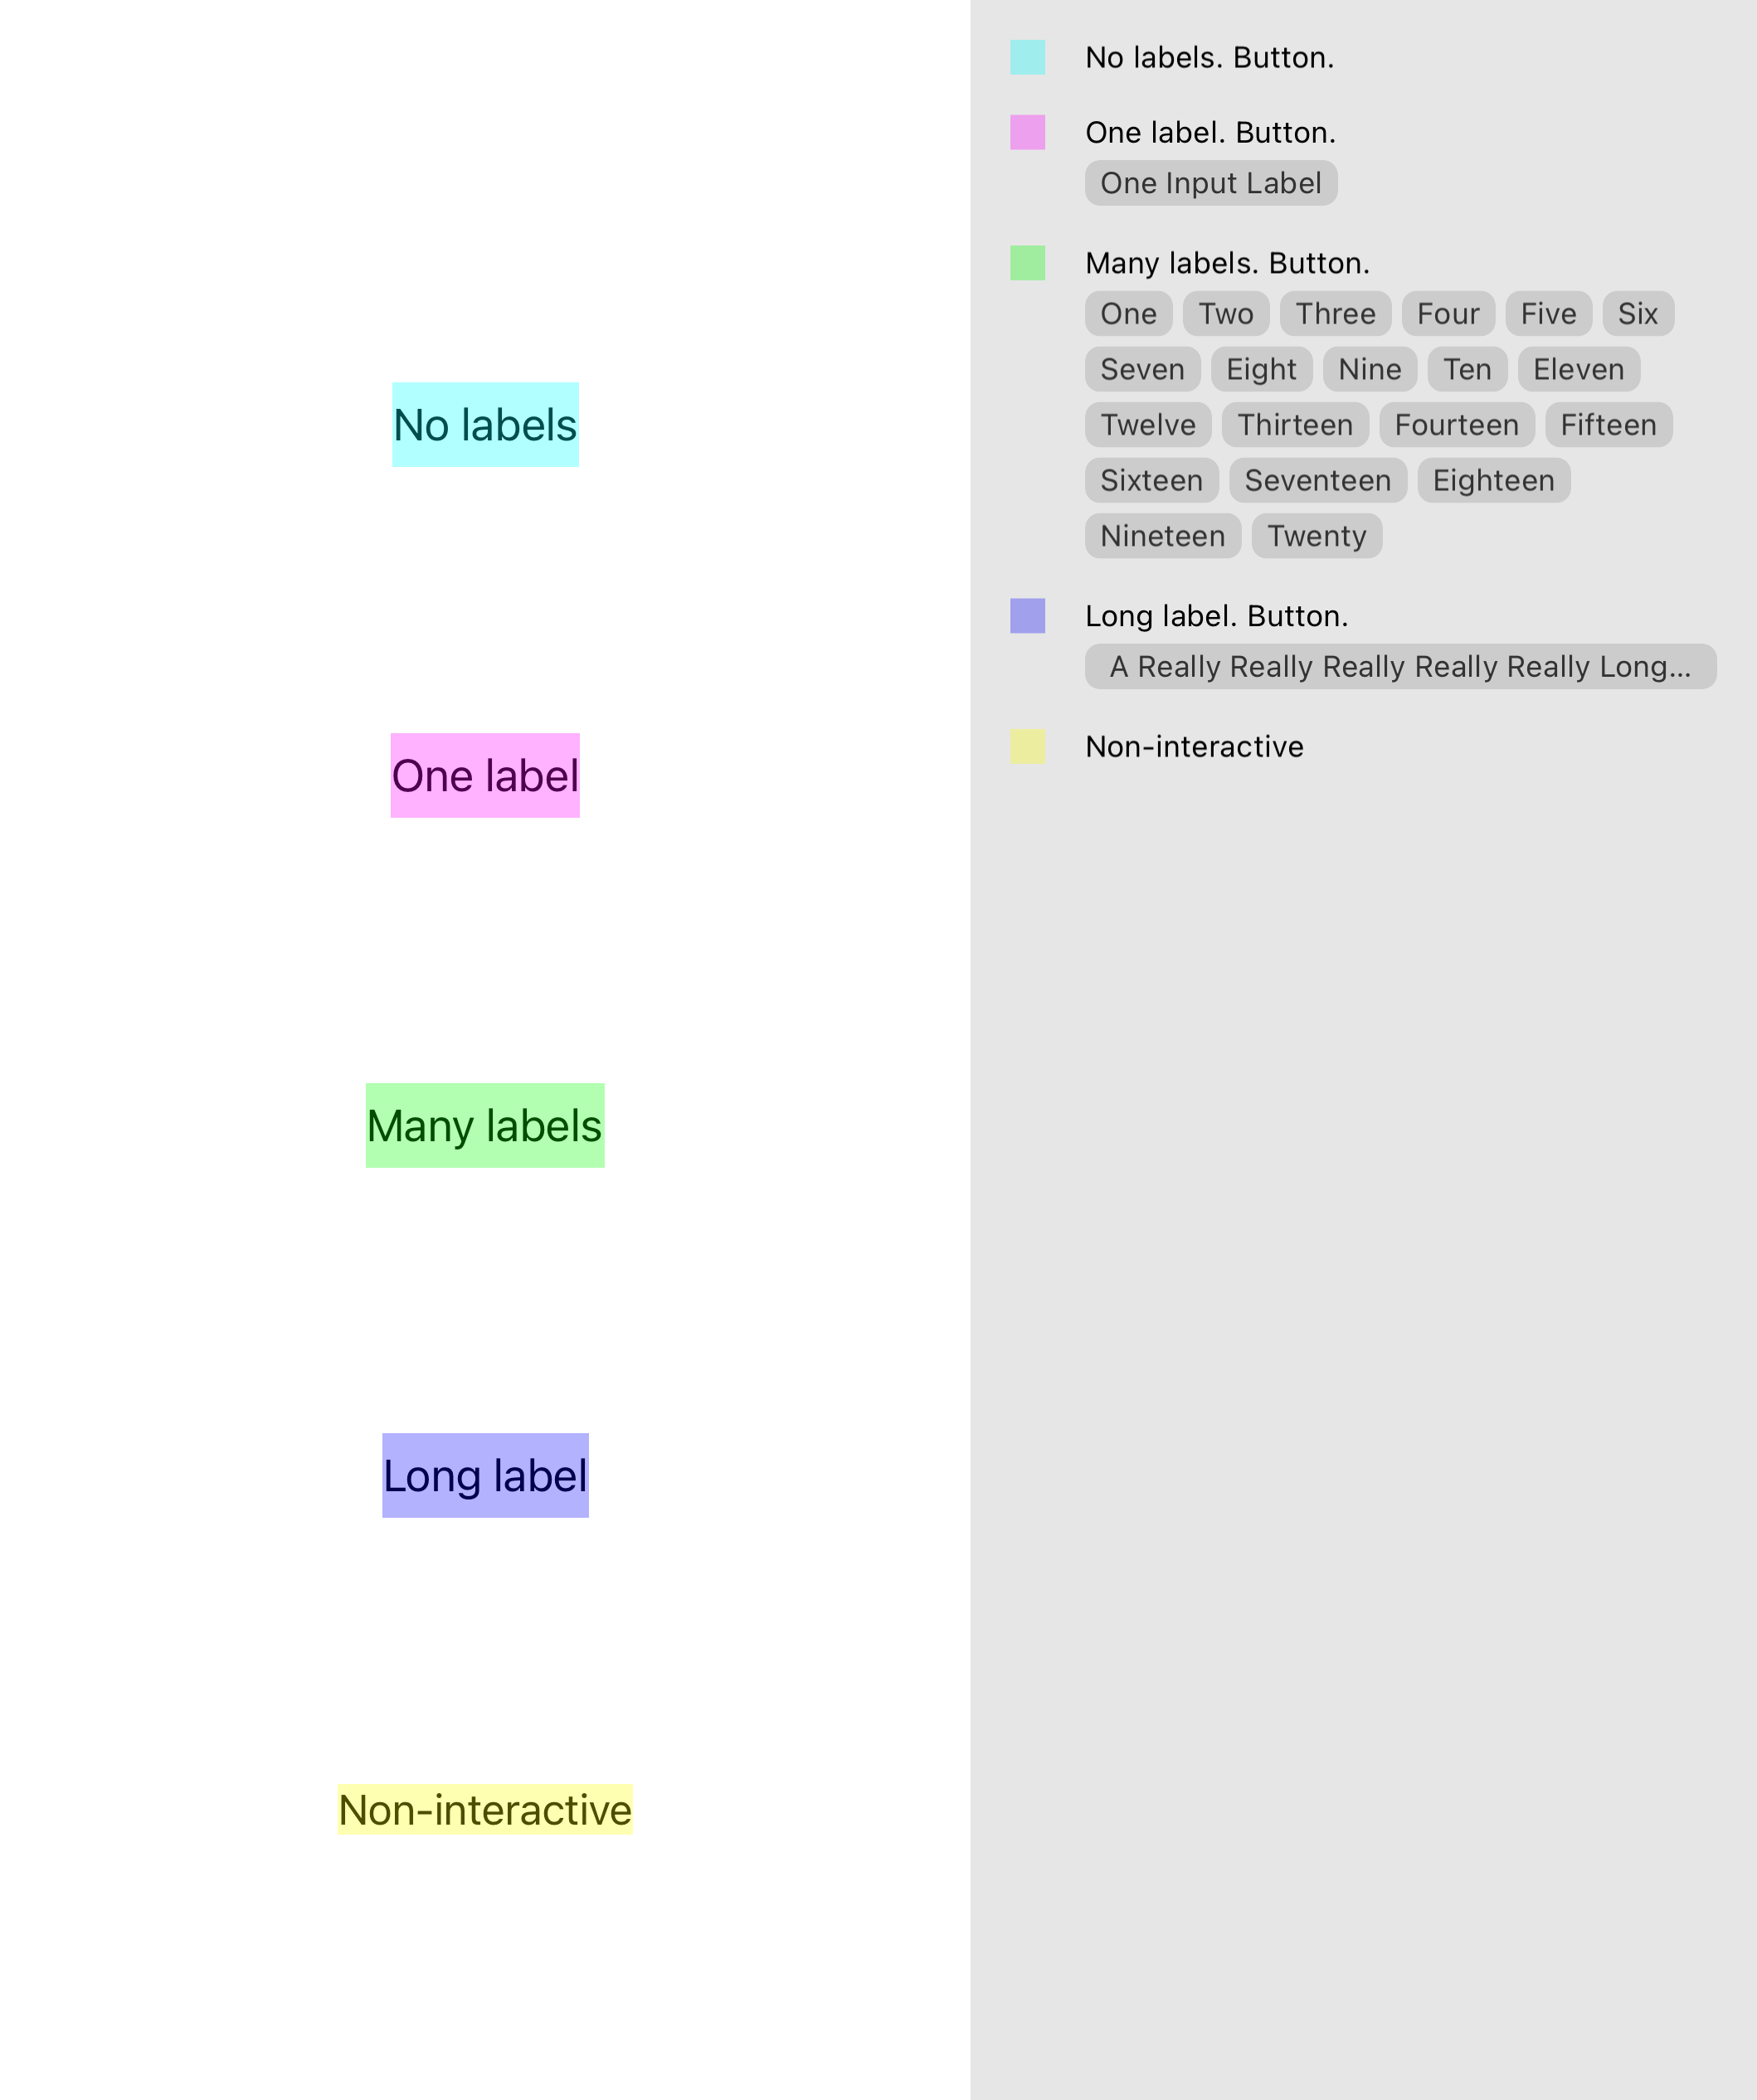 No labels
One label
Many labels
Long label
Non-interactive
No labels. Button.
One label. Button.
One Input Label
Many labels. Button.
One Two Three Four Five Six
Seven Eight Nine Ten Eleven
Twelve Thirteen Fourteen Fifteen
Sixteen Seventeen Eighteen
Nineteen Twenty
Long label. Button.
A Really Really Really Really Really Long...
Non-interactive